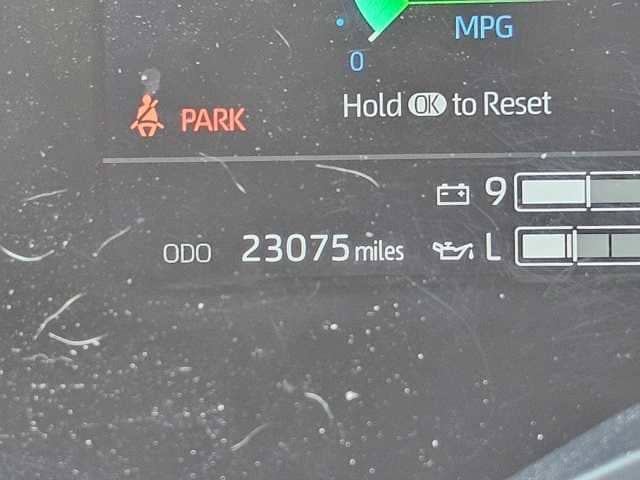 MPG
0
PARK
Hold OK to Reset
9
ODO 23075 miles L